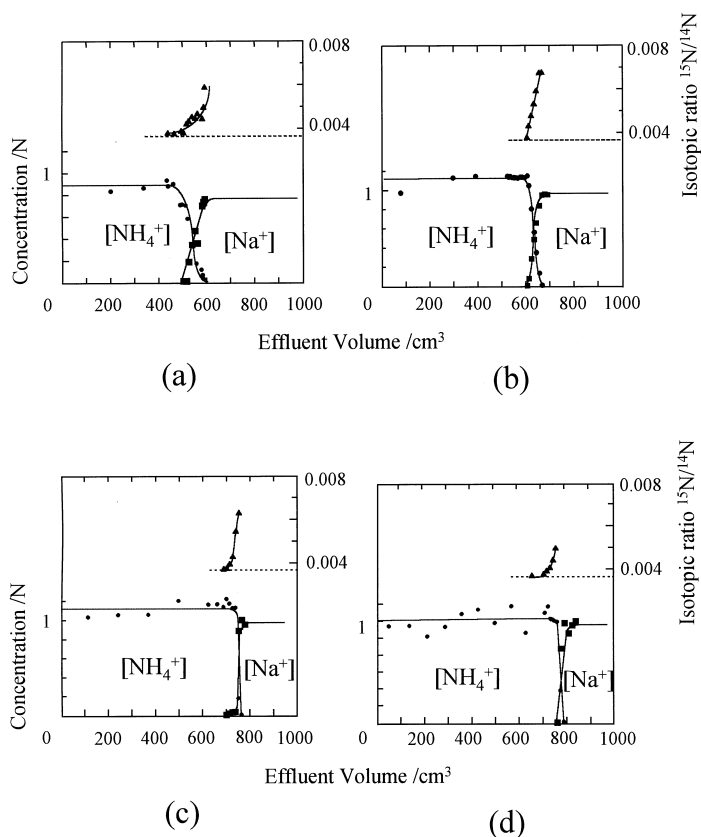 0.008
0.004
Isotopic ratio ¹⁵N/¹⁴N
Concentration /N
1
[NH₄⁺]
[Na⁺]
0 200 400 600 800 1000
(a)
0.008
0.004
1
[NH₄⁺]
[Na⁺]
0 200 400 600 800 1000
Effluent Volume /cm³
(b)
0.008
0.004
Isotopic ratio ¹⁵N/¹⁴N
Concentration /N
1
[NH₄⁺]
[Na⁺]
0 200 400 600 800 1000
(c)
0.008
0.004
1
[NH₄⁺]
[Na⁺]
0 200 400 600 800 1000
Effluent Volume /cm³
(d)